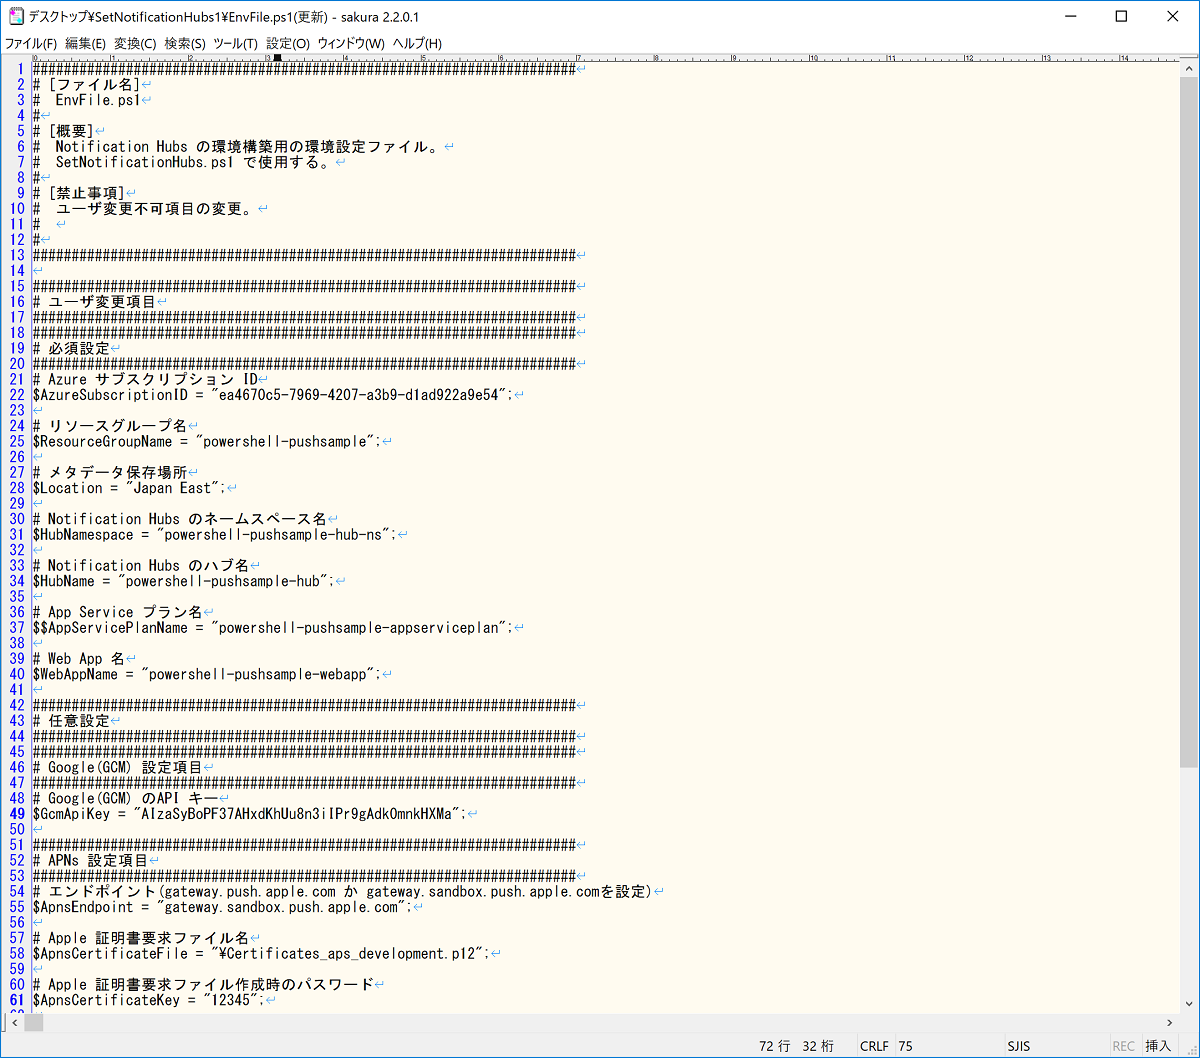 デスクトップ¥SetNotificationHubs1¥EnvFile.ps1(更新) - sakura 2.2.0.1
ファイル(F) 編集(E) 変換(C) 検索(S) ツール(T) 設定(O) ウィンドウ(W) ヘルプ(H)
0 1 2 3 4 5 6 7 8 9 10 11 12 13 14
1 ######################################################################↵
2 # [ファイル名]↵
3 #  EnvFile.ps1↵
4 #↵
5 # [概要]↵
6 #  Notification Hubs の環境構築用の環境設定ファイル。↵
7 #  SetNotificationHubs.ps1 で使用する。↵
8 #↵
9 # [禁止事項]↵
10 #  ユーザ変更不可項目の変更。↵
11 #  ↵
12 #↵
13 ######################################################################↵
14 ↵
15 ######################################################################↵
16 # ユーザ変更項目↵
17 ######################################################################↵
18 ######################################################################↵
19 # 必須設定↵
20 ######################################################################↵
21 # Azure サブスクリプション ID↵
22 $AzureSubscriptionID = "ea4670c5-7969-4207-a3b9-d1ad922a9e54";↵
23 ↵
24 # リソースグループ名↵
25 $ResourceGroupName = "powershell-pushsample";↵
26 ↵
27 # メタデータ保存場所↵
28 $Location = "Japan East";↵
29 ↵
30 # Notification Hubs のネームスペース名↵
31 $HubNamespace = "powershell-pushsample-hub-ns";↵
32 ↵
33 # Notification Hubs のハブ名↵
34 $HubName = "powershell-pushsample-hub";↵
35 ↵
36 # App Service プラン名↵
37 $$AppServicePlanName = "powershell-pushsample-appserviceplan";↵
38 ↵
39 # Web App 名↵
40 $WebAppName = "powershell-pushsample-webapp";↵
41 ↵
42 ######################################################################↵
43 # 任意設定↵
44 ######################################################################↵
45 ######################################################################↵
46 # Google(GCM) 設定項目↵
47 ######################################################################↵
48 # Google(GCM) のAPI キー↵
49 $GcmApiKey = "AIzaSyBoPF37AHxdKhUu8n3iIPr9gAdkOmnkHXMa";↵
50 ↵
51 ######################################################################↵
52 # APNs 設定項目↵
53 ######################################################################↵
54 # エンドポイント(gateway.push.apple.com か gateway.sandbox.push.apple.comを設定)↵
55 $ApnsEndpoint = "gateway.sandbox.push.apple.com";↵
56 ↵
57 # Apple 証明書要求ファイル名↵
58 $ApnsCertificateFile = "¥Certificates_aps_development.p12";↵
59 ↵
60 # Apple 証明書要求ファイル作成時のパスワード↵
61 $ApnsCertificateKey = "12345";↵
72 行 32 桁 CRLF 75 SJIS REC 挿入